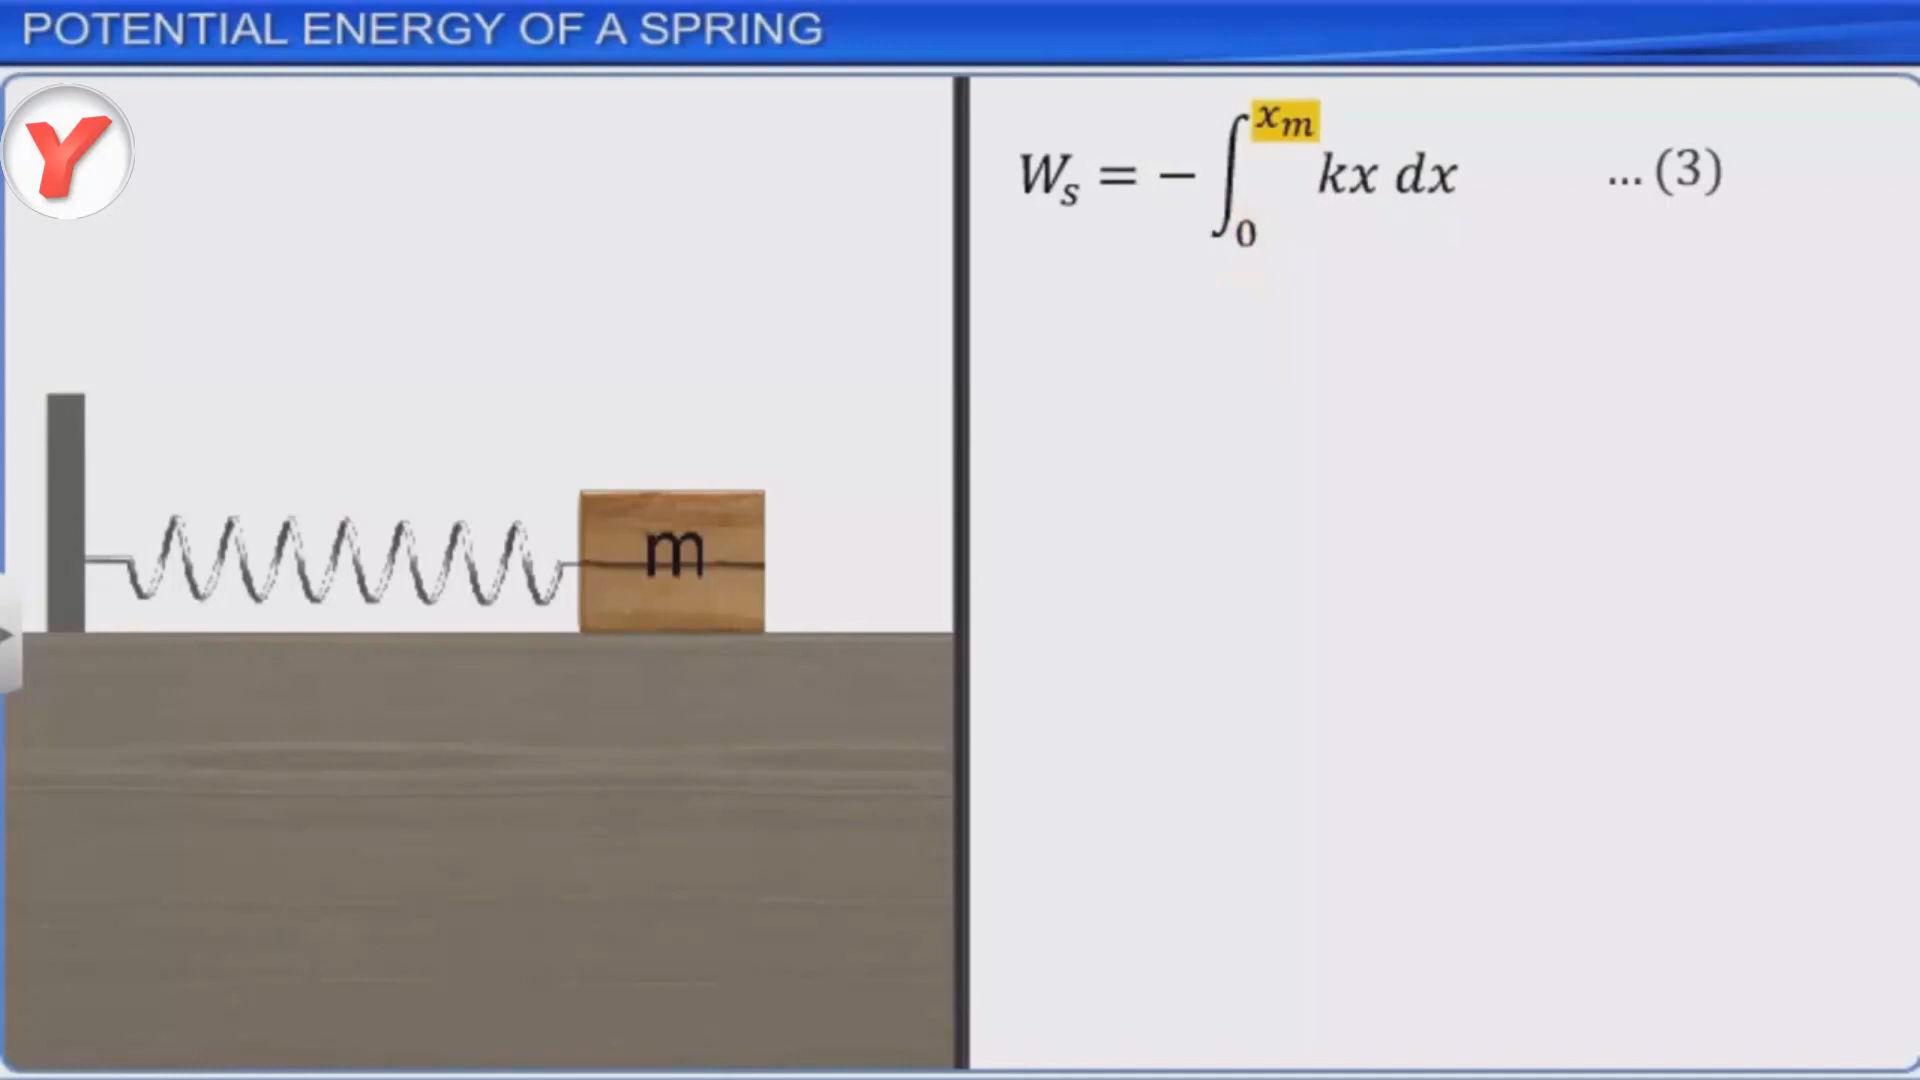 POTENTIAL ENERGY OF A SPRING
Y
W_s = − ∫_0^{x_m} kx dx ... (3)
m